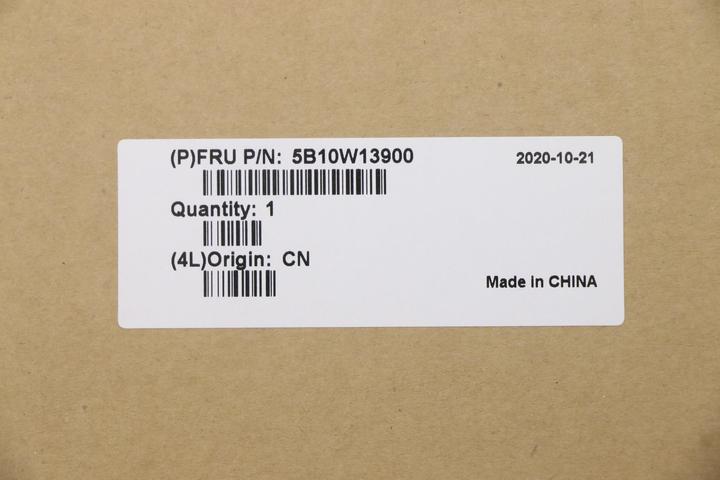 (P)FRU P/N: 5B10W13900 2020-10-21
Quantity: 1
(4L)Origin: CN
Made in CHINA